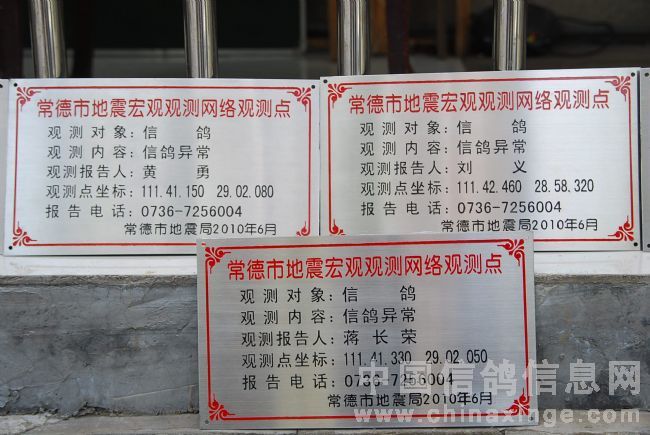 常德市地震宏观观测网络观测点
观测对象：信 鸽
观测内容：信鸽异常
观测报告人：黄 勇
观测点坐标：111.41.150 29.02.080
报告电话：0736-7256004
常德市地震局2010年6月
常德市地震宏观观测网络观测点
观测对象：信 鸽
观测内容：信鸽异常
观测报告人：刘 义
观测点坐标：111.42.460 28.58.320
报告电话：0736-7256004
常德市地震局2010年6月
常德市地震宏观观测网络观测点
观测对象：信 鸽
观测内容：信鸽异常
观测报告人：蒋长荣
观测点坐标：111.41.330 29.02.050
报告电话：0736-7256004
常德市地震局2010年6月
中国信鸽信息网
www.chinaxinge.com